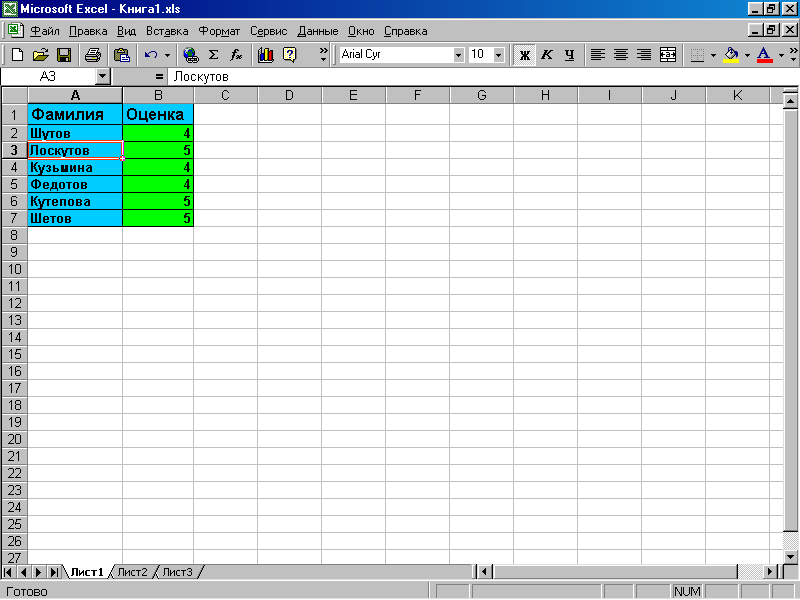 Microsoft Excel - Книга1.xls
Файл Правка Вид Вставка Формат Сервис Данные Окно Справка
Σ fx ? » Arial Cyr 10 Ж К Ч A »
A3 = Лоскутов
A B C D E F G H I J K
1 Фамилия Оценка
2 Шутов 4
3 Лоскутов 5
4 Кузьшина 4
5 Федотов 4
6 Кутепова 5
7 Шетов 5
8
9
10
11
12
13
14
15
16
17
18
19
20
21
22
23
24
25
26
27
Лист1 Лист2 Лист3
Готово NUM